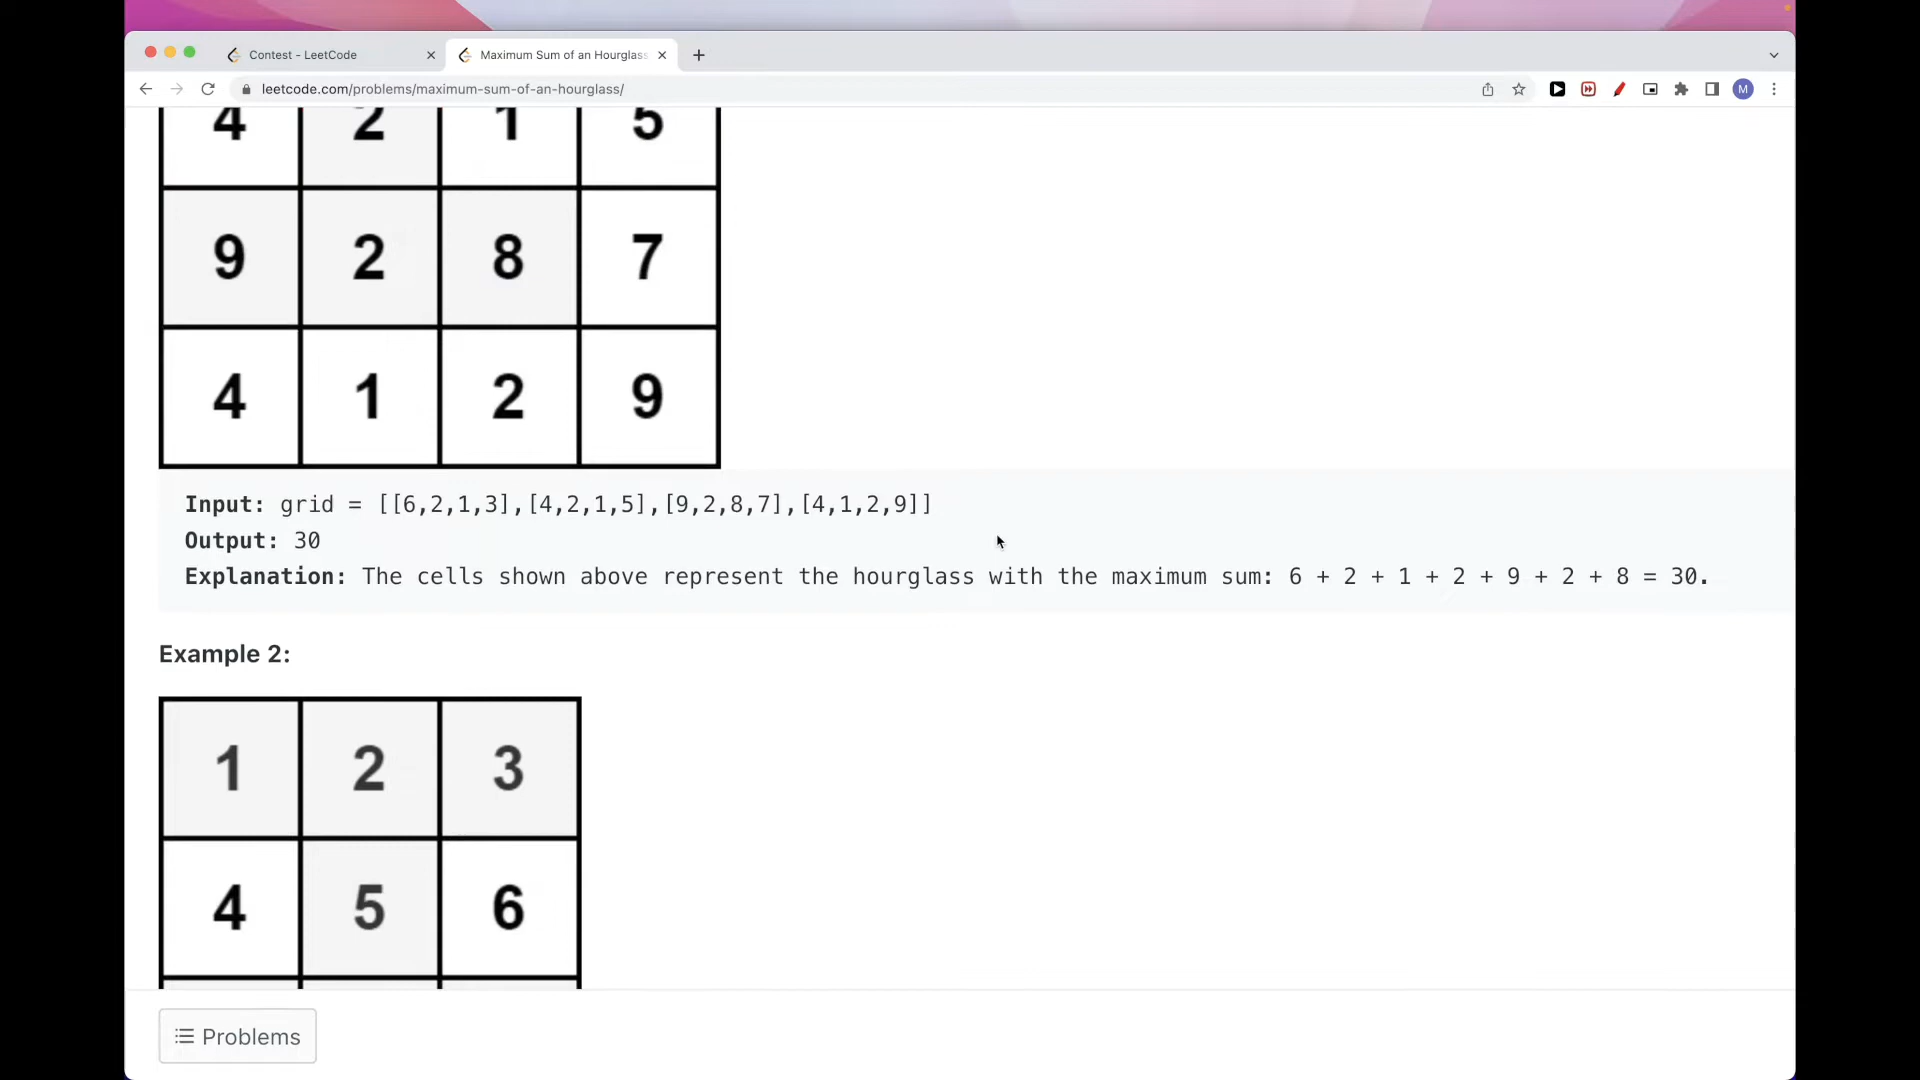 Contest - LeetCode
Maximum Sum of an Hourglass
leetcode.com/problems/maximum-sum-of-an-hourglass/
M
4 2 1 5
9 2 8 7
4 1 2 9
Input: grid = [[6,2,1,3],[4,2,1,5],[9,2,8,7],[4,1,2,9]]
Output: 30
Explanation: The cells shown above represent the hourglass with the maximum sum: 6 + 2 + 1 + 2 + 9 + 2 + 8 = 30.
Example 2:
1 2 3
4 5 6
Problems